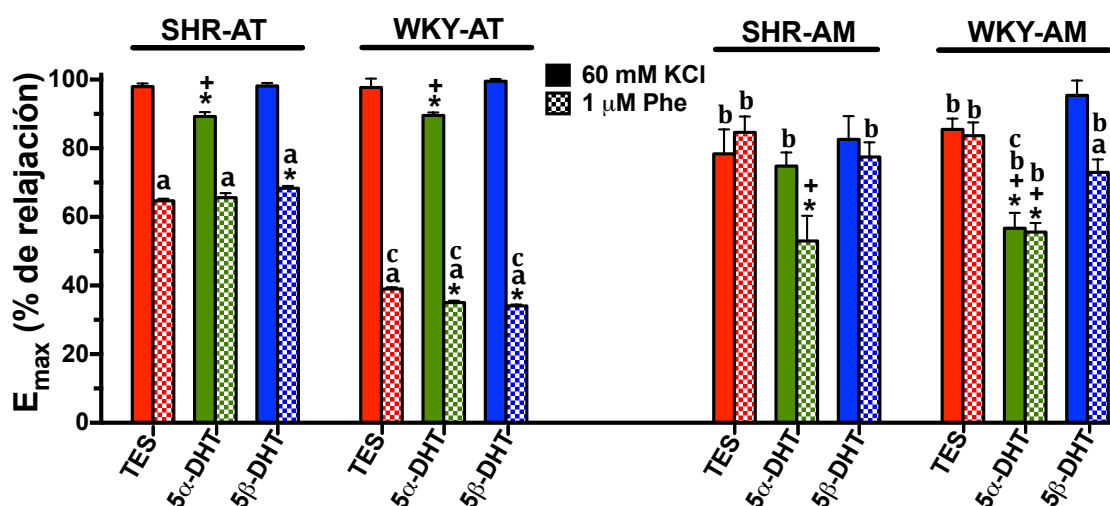 SHR-AT
WKY-AT
SHR-AM
WKY-AM
60 mM KCl
1 μM Phe
Emax (% de relajación)
100
80
60
40
20
0
a
+
*
a
a
*
c
a
+
*
c
a
*
c
a
*
b
b
b
+
*
b
b
b
c
b
+
*
b
+
*
b
a
TES
5α-DHT
5β-DHT
TES
5α-DHT
5β-DHT
TES
5α-DHT
5β-DHT
TES
5α-DHT
5β-DHT